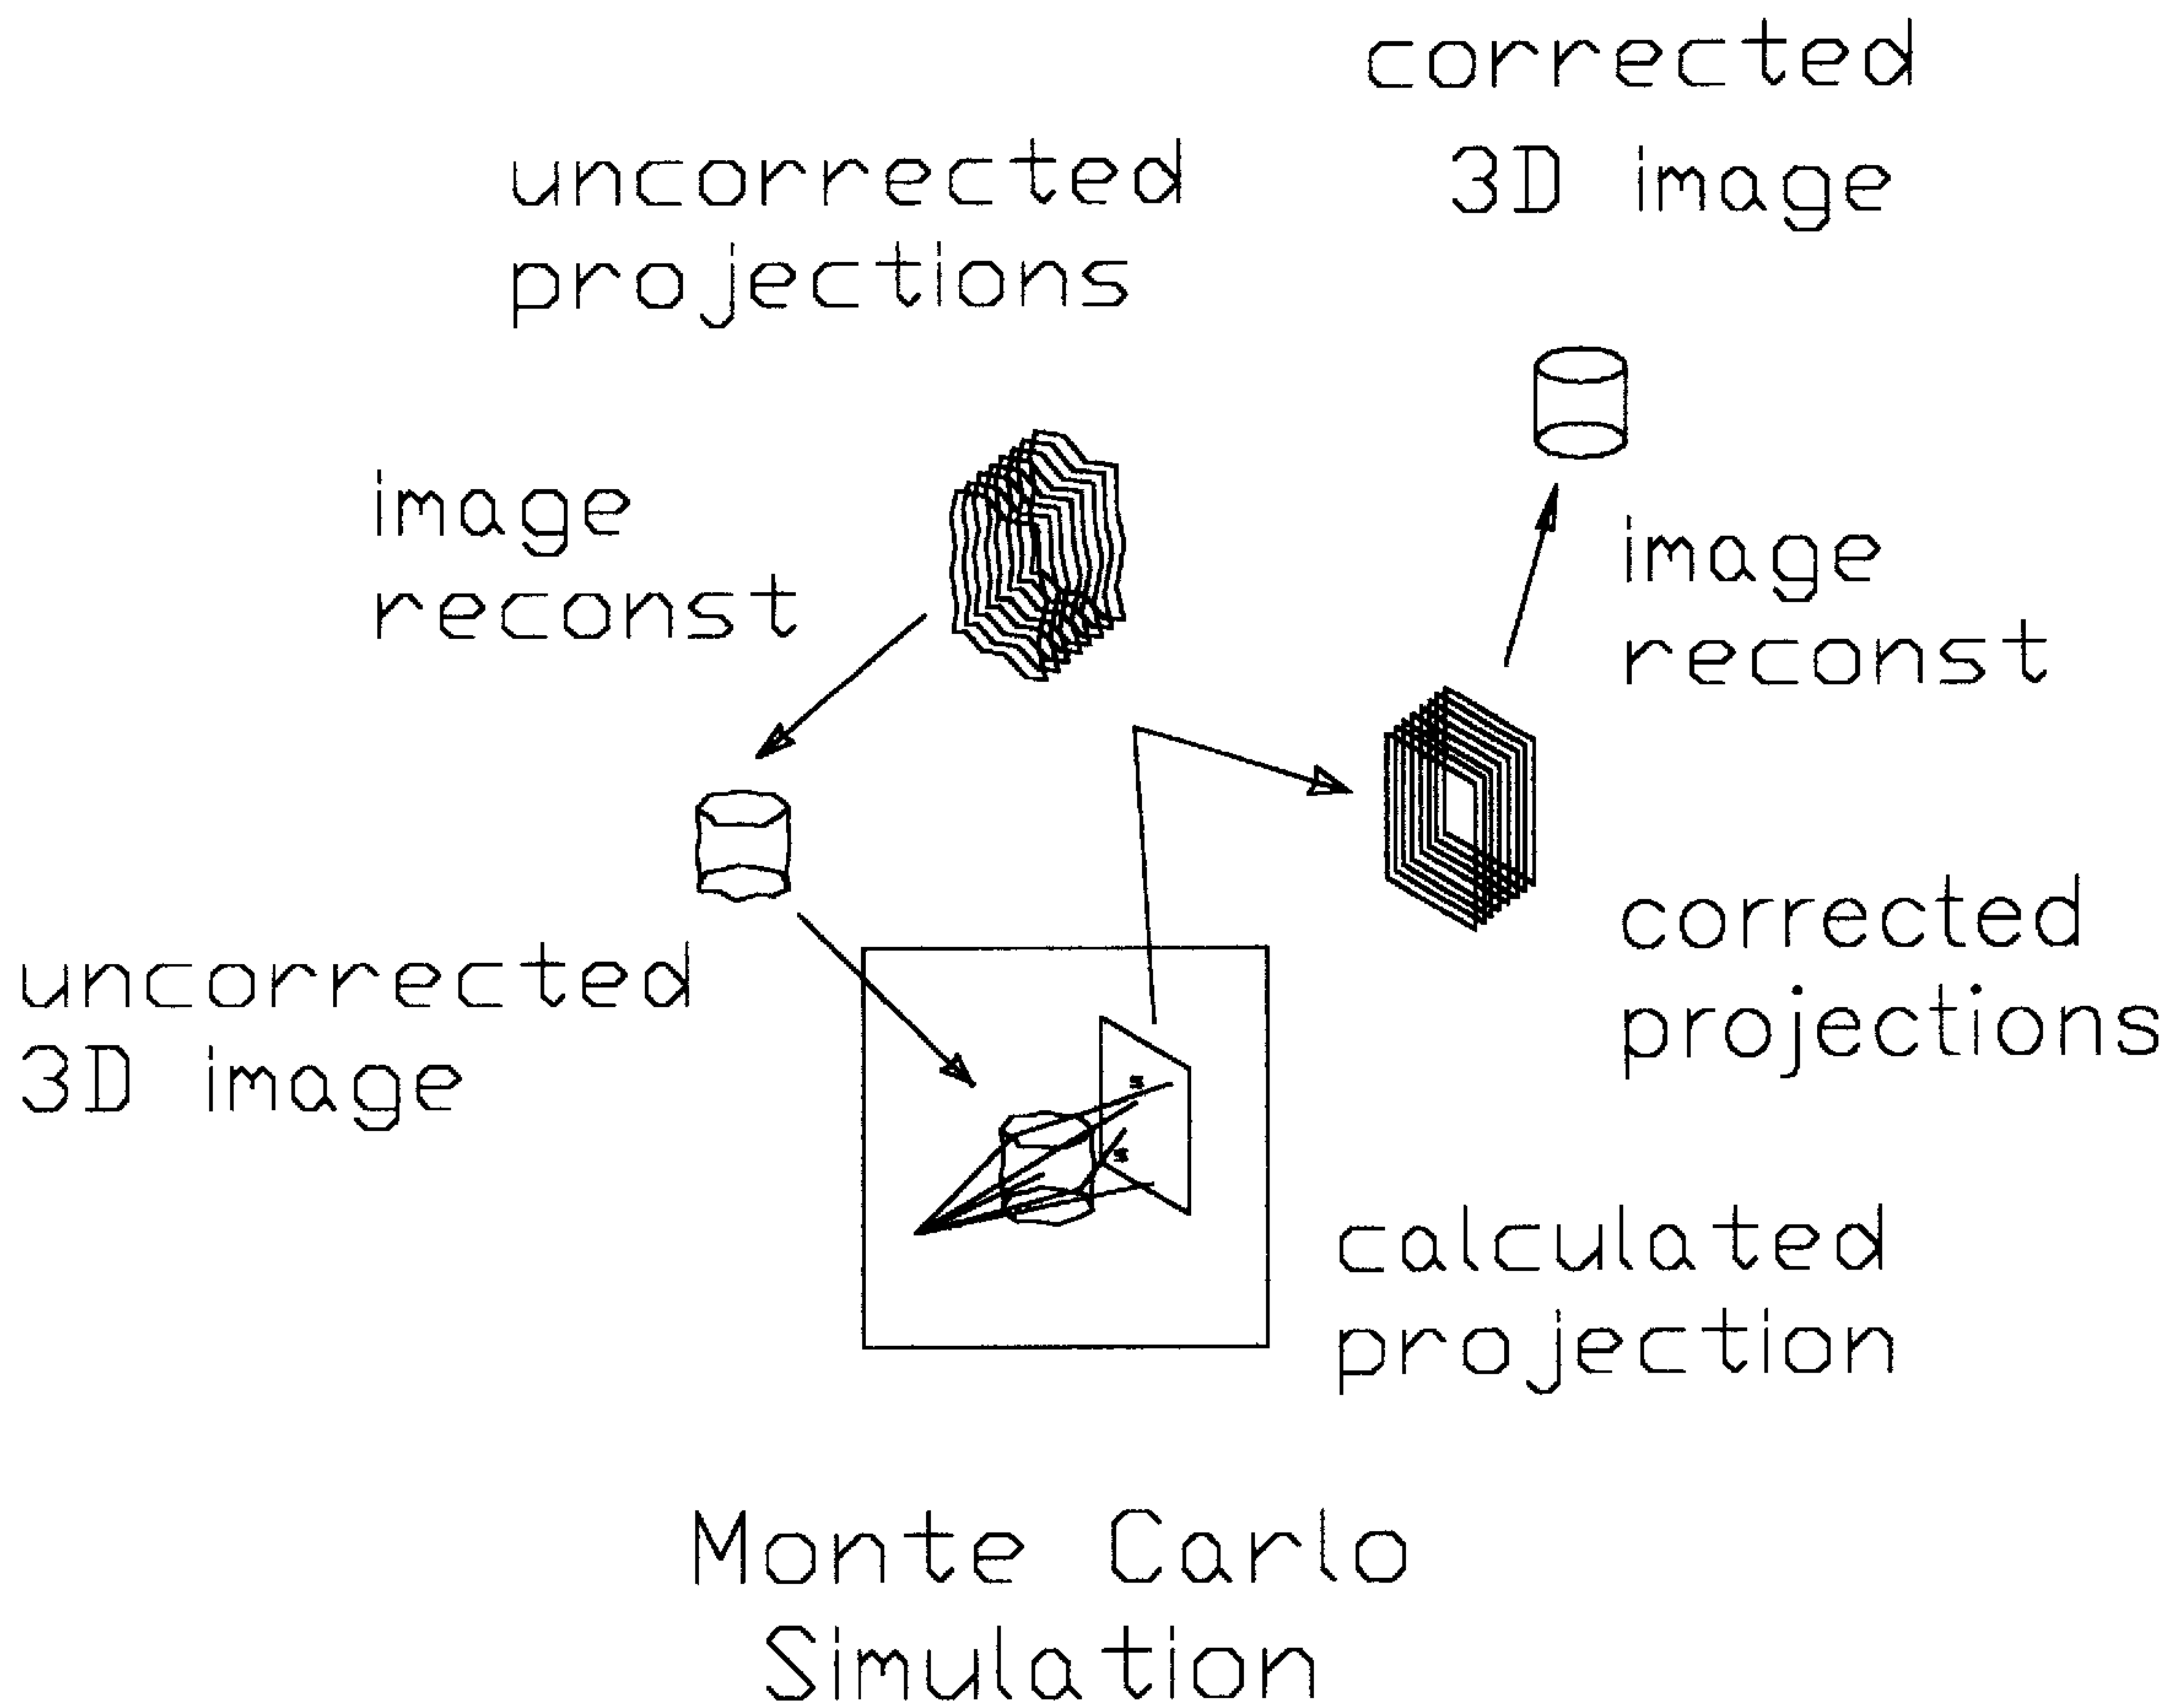 corrected
3D image
uncorrected
projections
image
reconst
image
reconst
uncorrected
3D image
corrected
projections
calculated
projection
Monte Carlo
Simulation